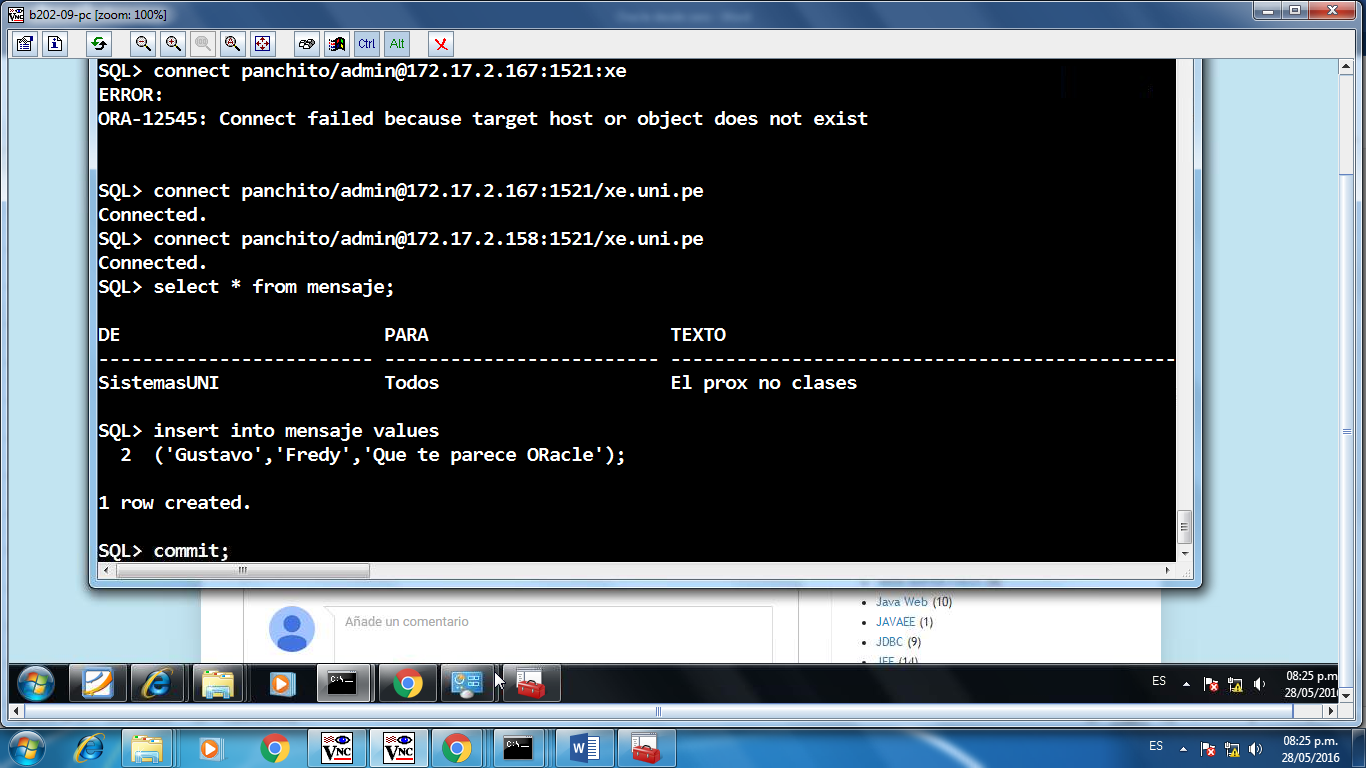 b202-09-pc [zoom: 100%]
Ctrl
Alt
SQL> connect panchito/admin@172.17.2.167:1521:xe
ERROR:
ORA-12545: Connect failed because target host or object does not exist
SQL> connect panchito/admin@172.17.2.167:1521/xe.uni.pe
Connected.
SQL> connect panchito/admin@172.17.2.158:1521/xe.uni.pe
Connected.
SQL> select * from mensaje;
DE PARA TEXTO
------------------------- ------------------------- ----------------------------------------------
SistemasUNI Todos El prox no clases
SQL> insert into mensaje values
2 ('Gustavo','Fredy','Que te parece ORacle');
1 row created.
SQL> commit;
Añade un comentario
Java Web (10)
JAVAEE (1)
JDBC (9)
JEE (14)
ES
08:25 p.m
28/05/201
ES
08:25 p.m.
28/05/2016